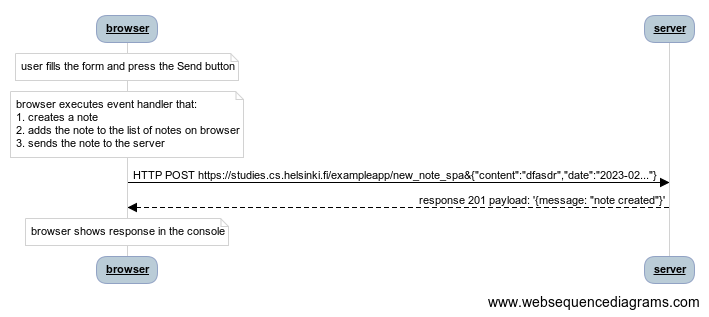 browser
server
user fills the form and press the Send button
browser executes event handler that:
1. creates a note
2. adds the note to the list of notes on browser
3. sends the note to the server
HTTP POST https://studies.cs.helsinki.fi/exampleapp/new_note_spa&{"content":"dfasdr","date":"2023-02..."}
response 201 payload: '{message: "note created"}'
browser shows response in the console
browser
server
www.websequencediagrams.com